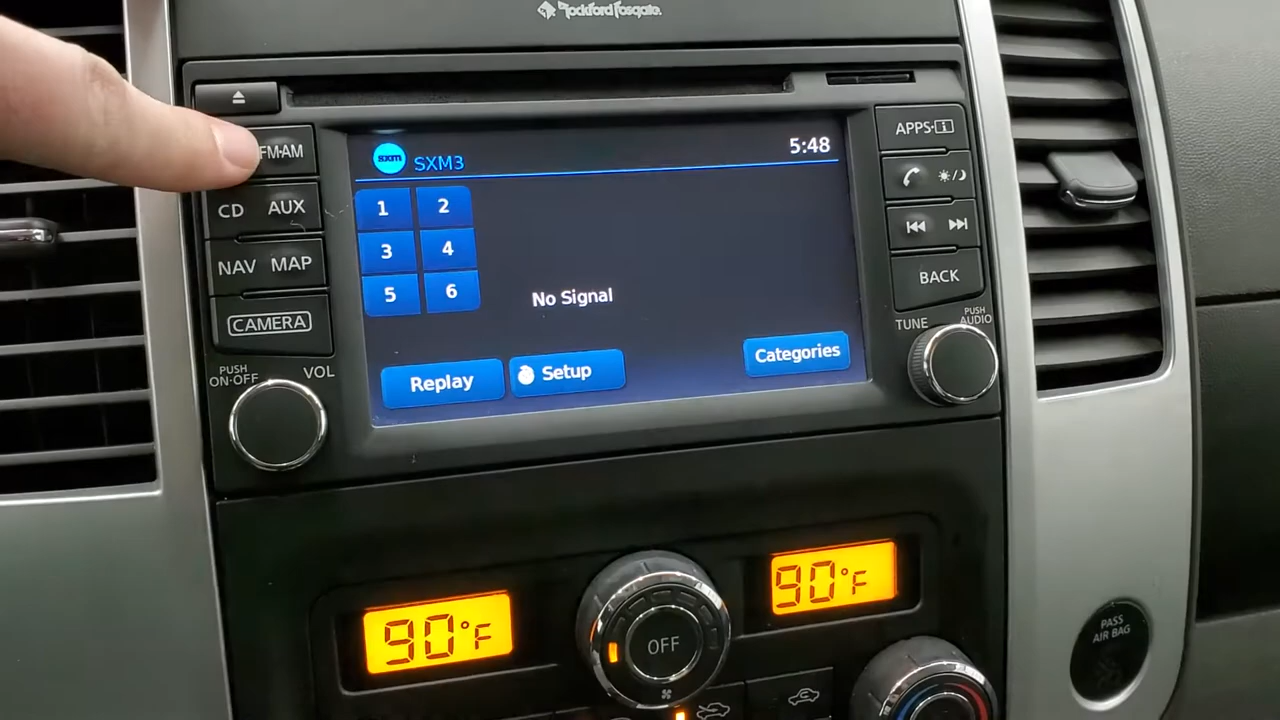 Rockford Fosgate
FM·AM
CD AUX
NAV MAP
CAMERA
PUSH
ON·OFF
VOL
sxm SXM3
5:48
1 2
3 4
5 6
No Signal
Replay
Setup
Categories
APPS·i
BACK
TUNE
PUSH
AUDIO
90°F
OFF
90°F
PASS
AIR BAG